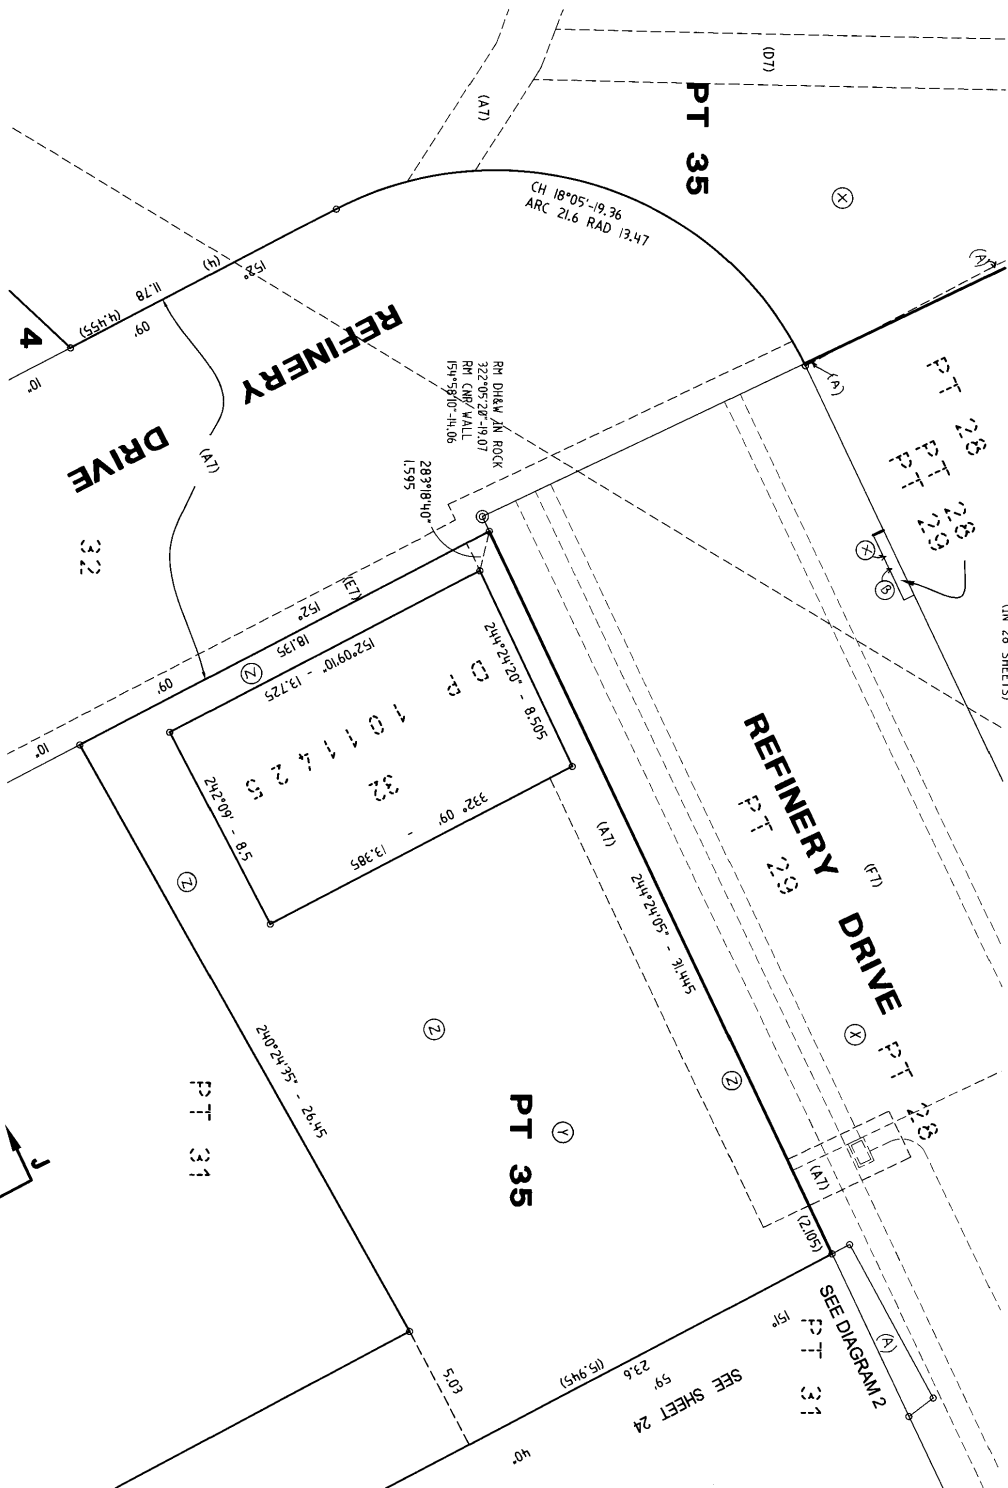 (D7)
PT 35
(A7)
X
CH 18°05'-19.36
ARC 21.6 RAD 13.47
(A)
(4)
152°
11.78
09'
(4.455)
10"
4
REFINERY
DRIVE
(A7)
32
(A)
PT 28
PT 28
PT 29
X
B
(IN 28 SHEETS)
RM DH&W IN ROCK
322°05'20"-19.07
RM CNR WALL
154°58'10"-14.06
283°18'40"
1.595
(E7)
152°
18.135
09'
10"
Z
152°09'10" - 13.725
244°24'20" - 8.505
DP
1011425
32
242°09' - 8.5
332° 09' - 13.385
Z
(A7)
244°24'05" - 31.445
REFINERY DRIVE
PT 29
(F7)
X
PT 28
Z
Z
Y
PT 35
240°24'35" - 26.45
PT 31
(A7)
(2.105)
SEE DIAGRAM 2
(A)
PT 31
151°
23.6
59'
(15.945)
40"
SEE SHEET 24
5.03